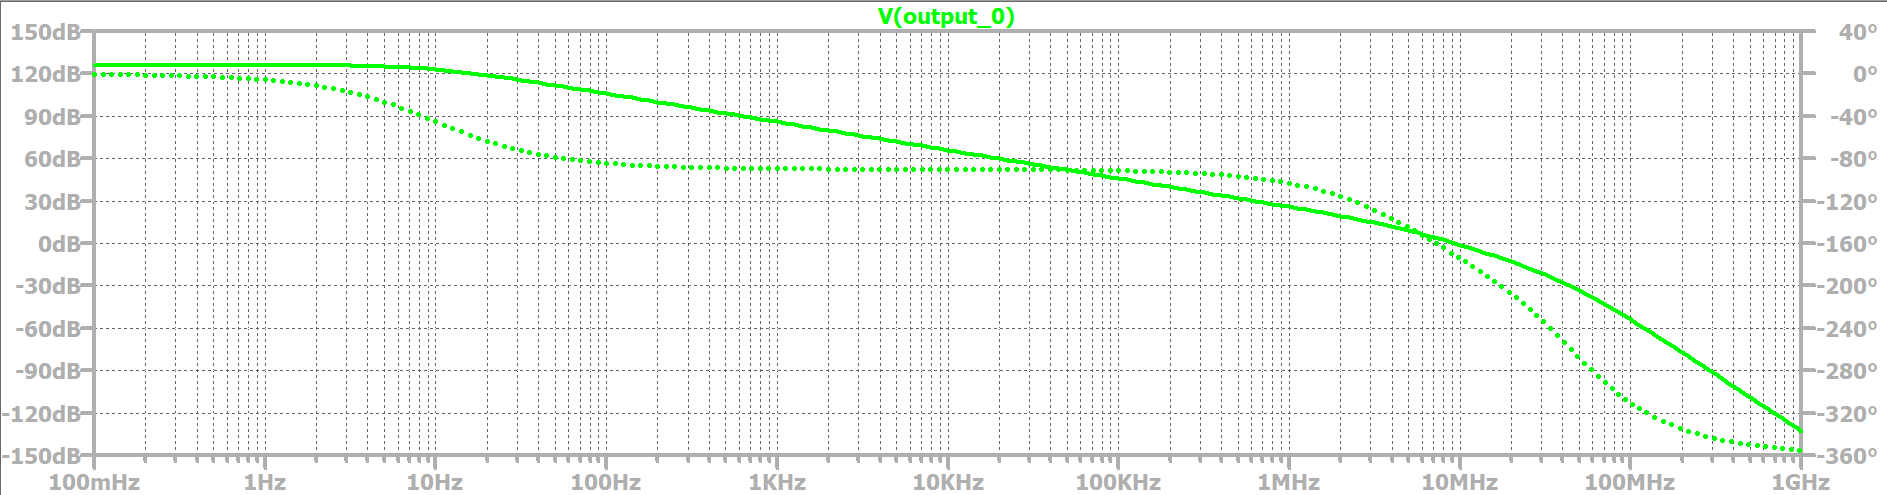 V(output_0)
150dB 40°
120dB 0°
90dB -40°
60dB -80°
30dB -120°
0dB -160°
-30dB -200°
-60dB -240°
-90dB -280°
-120dB -320°
-150dB -360°
100mHz 1Hz 10Hz 100Hz 1KHz 10KHz 100KHz 1MHz 10MHz 100MHz 1GHz